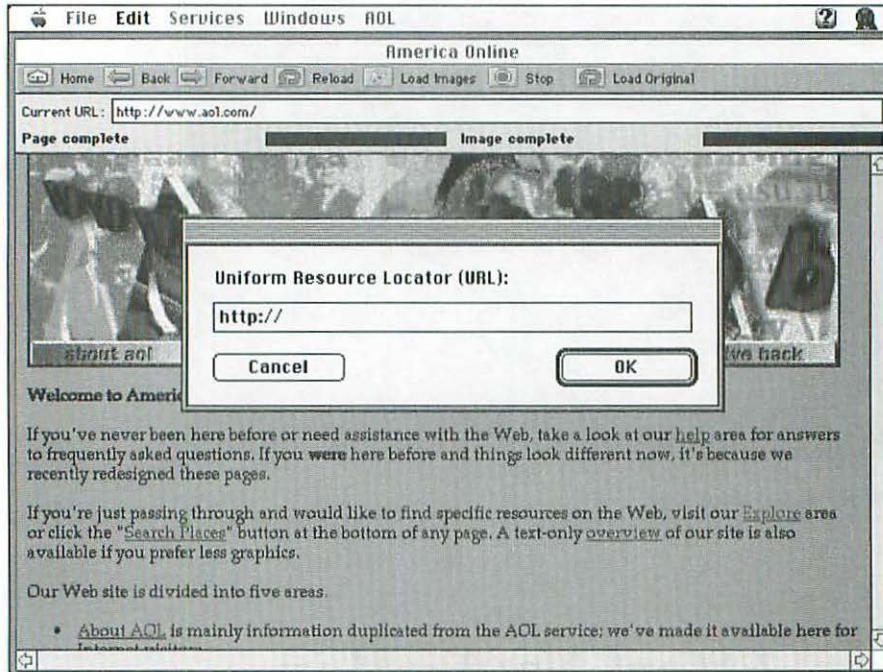 File Edit Services Windows AOL
America Online
Home Back Forward Reload Load Images Stop Load Original
Current URL: http://www.aol.com/
Page complete Image complete
Uniform Resource Locator (URL):
http://
Cancel OK
about aol
back
Welcome to
If you've never been here before or need assistance with the Web, take a look at our help area for answers
to frequently asked questions. If you were here before and things look different now, it's because we
recently redesigned these pages.
If you're just passing through and would like to find specific resources on the Web, visit our Explore area
or click the "Search Places" button at the bottom of any page. A text-only overview of our site is also
available if you prefer less graphics.
Our Web site is divided into five areas.
• About AOL is mainly information duplicated from the AOL service; we've made it available here for